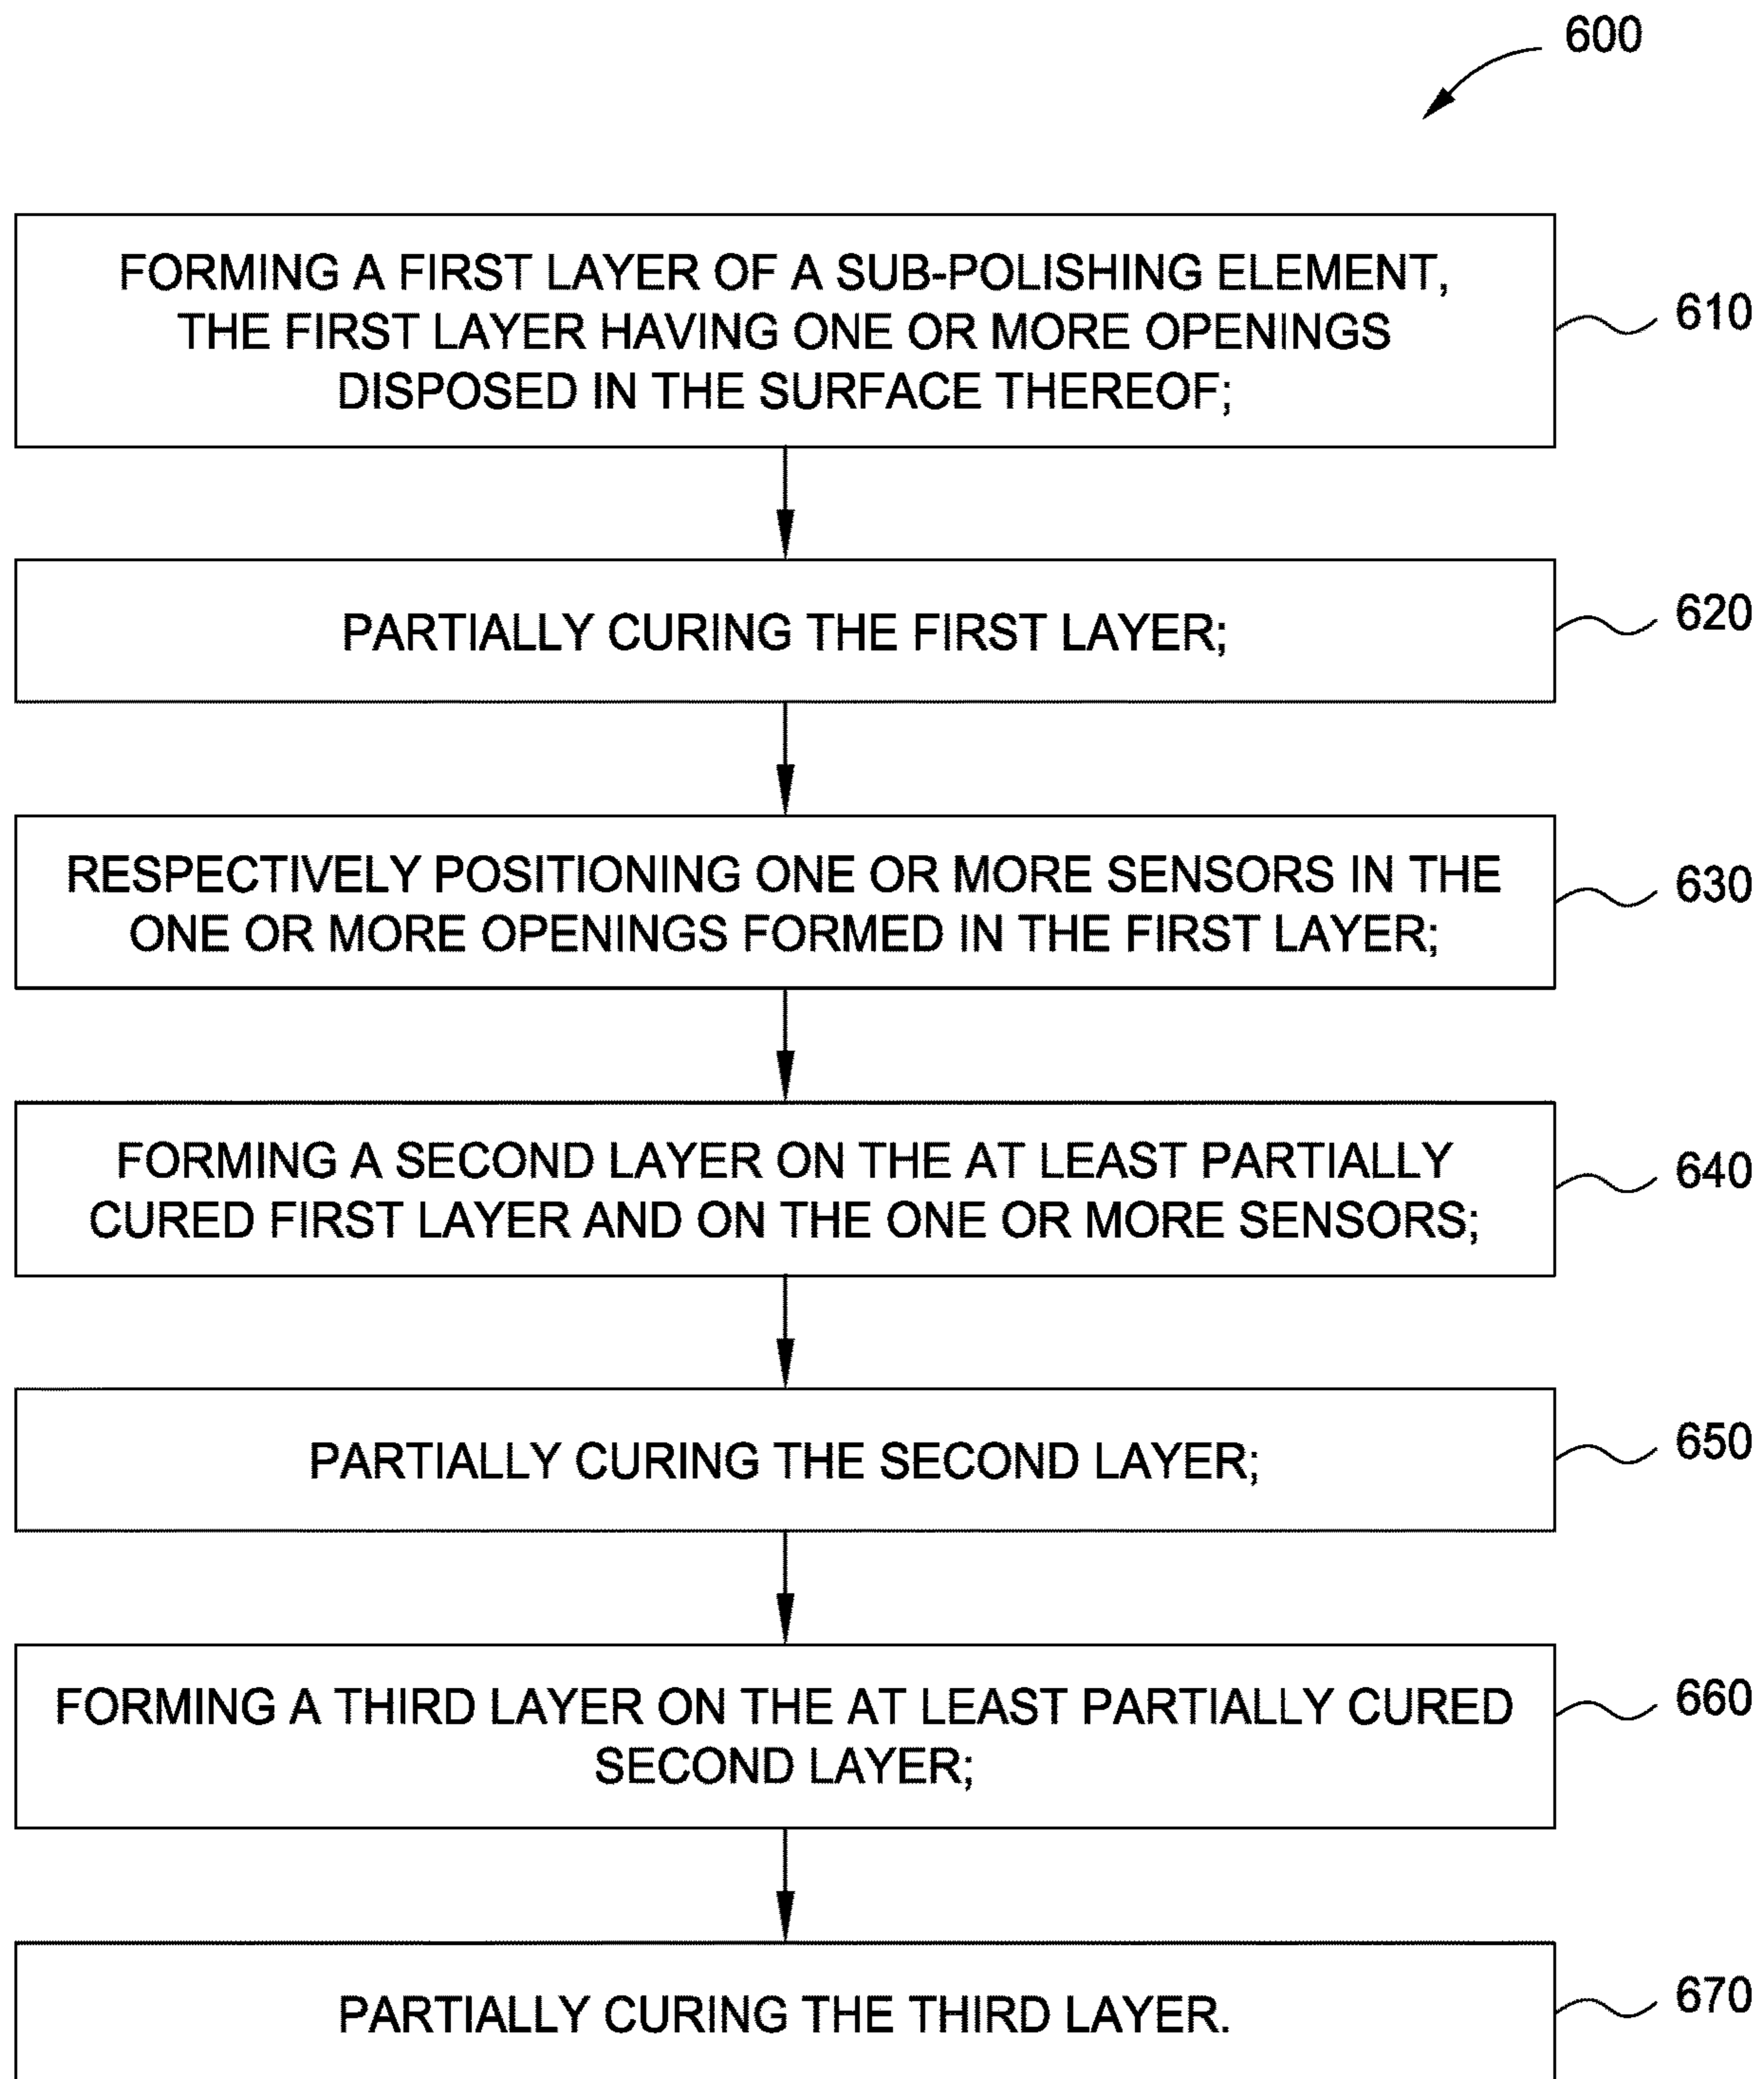 600
FORMING A FIRST LAYER OF A SUB-POLISHING ELEMENT,
THE FIRST LAYER HAVING ONE OR MORE OPENINGS
DISPOSED IN THE SURFACE THEREOF;
610
PARTIALLY CURING THE FIRST LAYER;
620
RESPECTIVELY POSITIONING ONE OR MORE SENSORS IN THE
ONE OR MORE OPENINGS FORMED IN THE FIRST LAYER;
630
FORMING A SECOND LAYER ON THE AT LEAST PARTIALLY
CURED FIRST LAYER AND ON THE ONE OR MORE SENSORS;
640
PARTIALLY CURING THE SECOND LAYER;
650
FORMING A THIRD LAYER ON THE AT LEAST PARTIALLY CURED
SECOND LAYER;
660
PARTIALLY CURING THE THIRD LAYER.
670